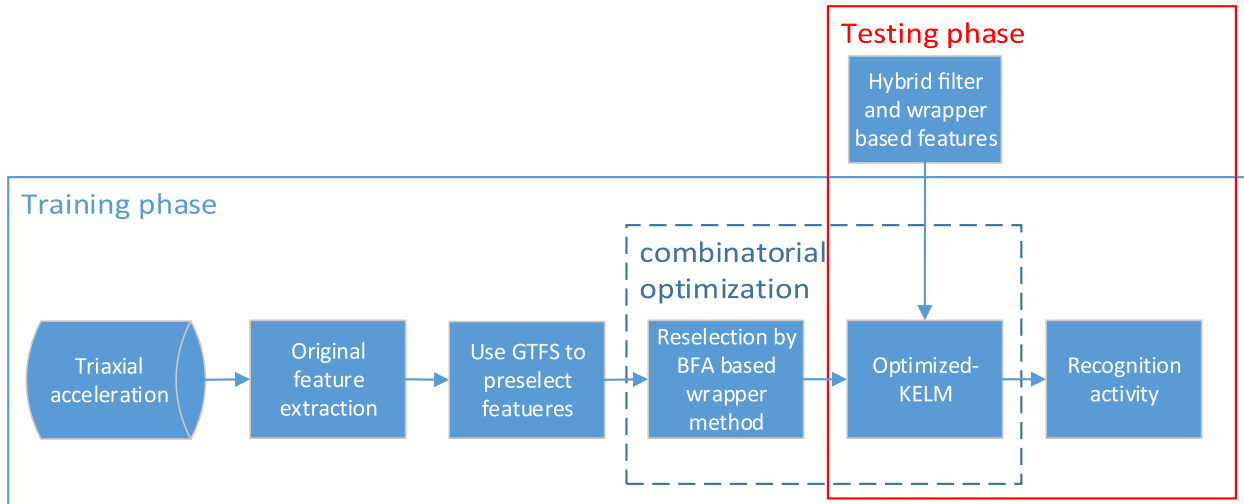 Testing phase
Hybrid filter
and wrapper
based features
Training phase
combinatorial
optimization
Triaxial
acceleration
Original
feature
extraction
Use GTFS to
preselect
featueres
Reselection by
BFA based
wrapper
method
Optimized-
KELM
Recognition
activity